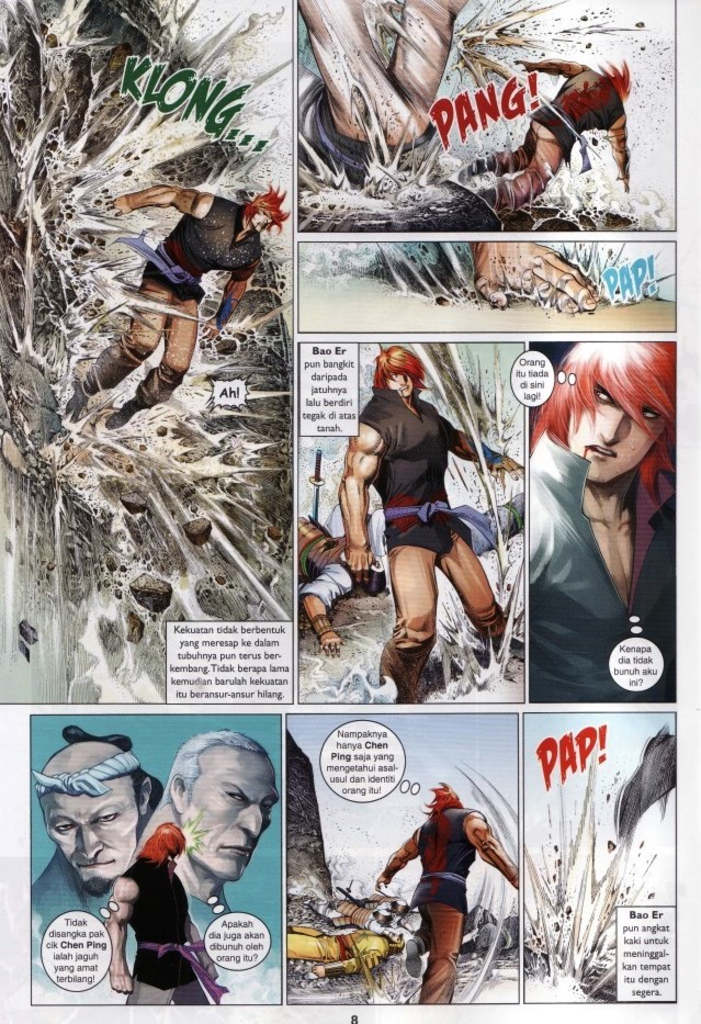 KLONG...
Ah!
Kekuatan tidak berbentuk
yang meresap ke dalam
tubuhnya pun terus ber-
kembang.Tidak berapa lama
kemudian barulah kekuatan
itu beransur-ansur hilang.
PANG!
PAP!
Bao Er
pun bangkit
daripada
jatuhnya
lalu berdiri
tegak di atas
tanah.
Orang
itu tiada
di sini
lagi!
Kenapa
dia tidak
bunuh aku
ini?
Tidak
disangka pak
cik Chen Ping
ialah jaguh
yang amat
terbilang!
Apakah
dia juga akan
dibunuh oleh
orang itu?
Nampaknya
hanya Chen
Ping saja yang
mengetahui asal-
usul dan identiti
orang itu!
PAP!
Bao Er
pun angkat
kaki untuk
meninggal-
kan tempat
itu dengan
segera.
8